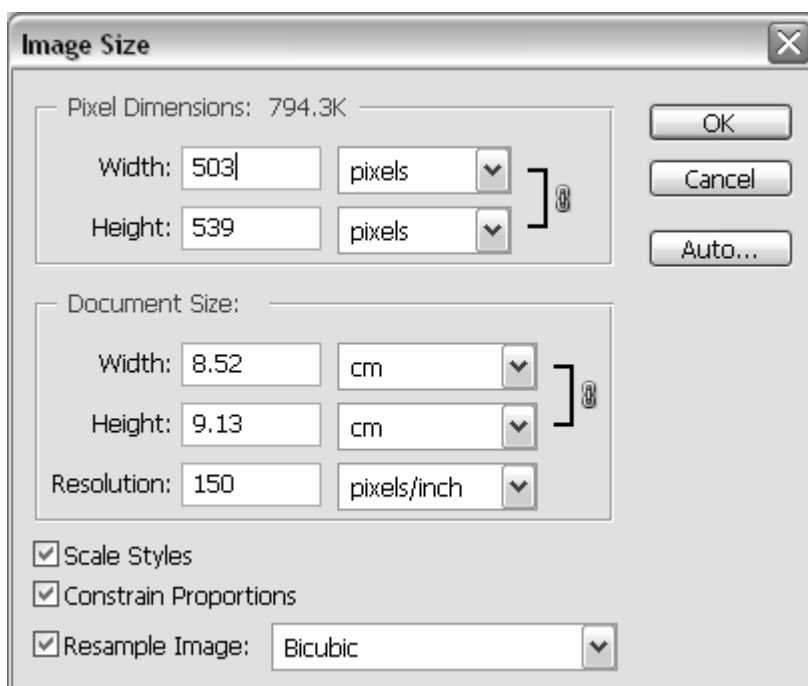 Image Size
Pixel Dimensions: 794.3K
OK
Width: 503 pixels
Cancel
Height: 539 pixels
Auto...
Document Size:
Width: 8.52 cm
Height: 9.13 cm
Resolution: 150 pixels/inch
Scale Styles
Constrain Proportions
Resample Image: Bicubic